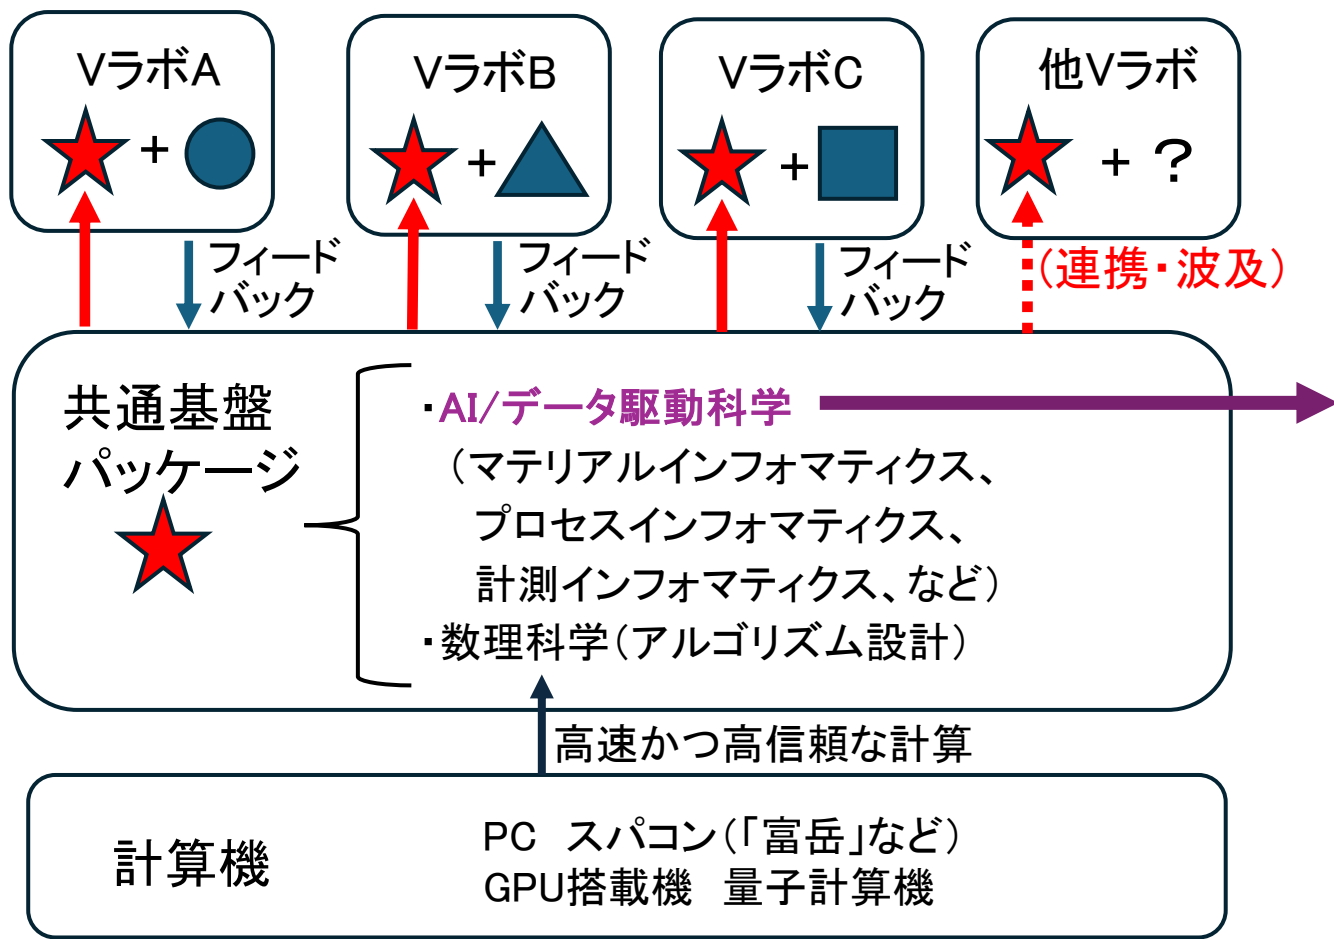 VラボA
+
VラボB
+
VラボC
+
他Vラボ
+ ?
フィード
バック
フィード
バック
フィード
バック
(連携・波及)
共通基盤
パッケージ
・AI/データ駆動科学
(マテリアルインフォマティクス、
プロセスインフォマティクス、
計測インフォマティクス、など)
・数理科学(アルゴリズム設計)
高速かつ高信頼な計算
計算機
PC スパコン(「富岳」など)
GPU搭載機 量子計算機